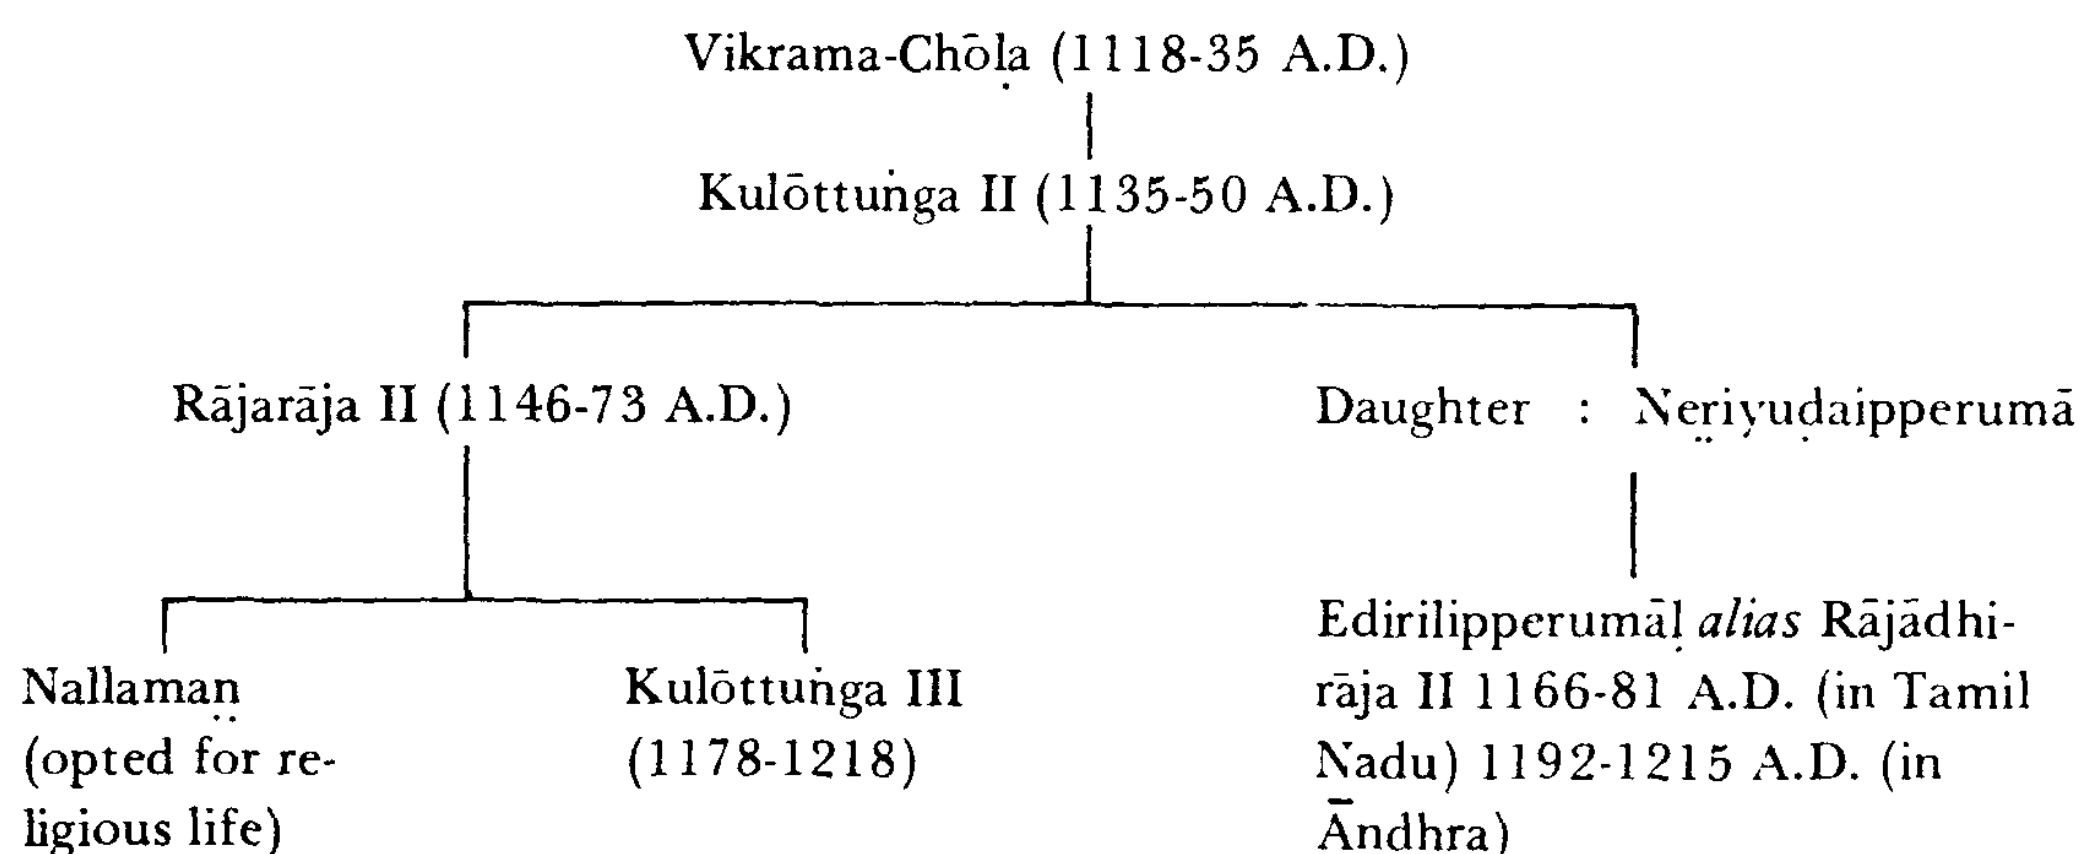 Vikrama-Chōḷa (1118-35 A.D.)
Kulōttuṅga II (1135-50 A.D.)
Rājarāja II (1146-73 A.D.)
Daughter : Neṟiyuḍaipperumā
Nallamaṉ
(opted for re-
ligious life)
Kulōttuṅga III
(1178-1218)
Edirilipperumāḷ alias Rājādhi-
rāja II 1166-81 A.D. (in Tamil
Nadu) 1192-1215 A.D. (in
Āndhra)